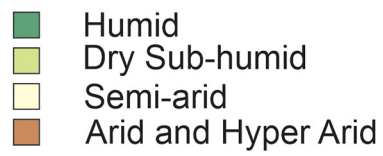 Humid
Dry Sub-humid
Semi-arid
Arid and Hyper Arid